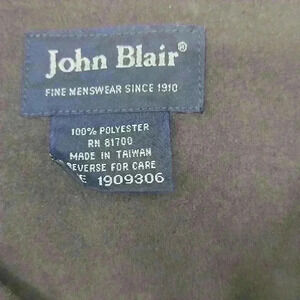 John Blair®
FINE MENSWEAR SINCE 1910
100% POLYESTER
RN 81700
MADE IN TAIWAN
REVERSE FOR CARE
E 1909306